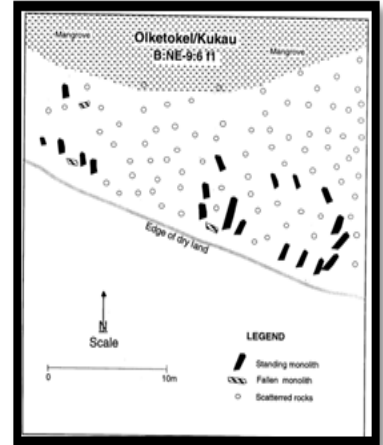 Mangrove
Olketokel/Kukau
B:NE-9:6 f1
Mangrove
Edge of dry land
N
Scale
0 10m
LEGEND
Standing monolith
Fallen monolith
Scatterred rocks